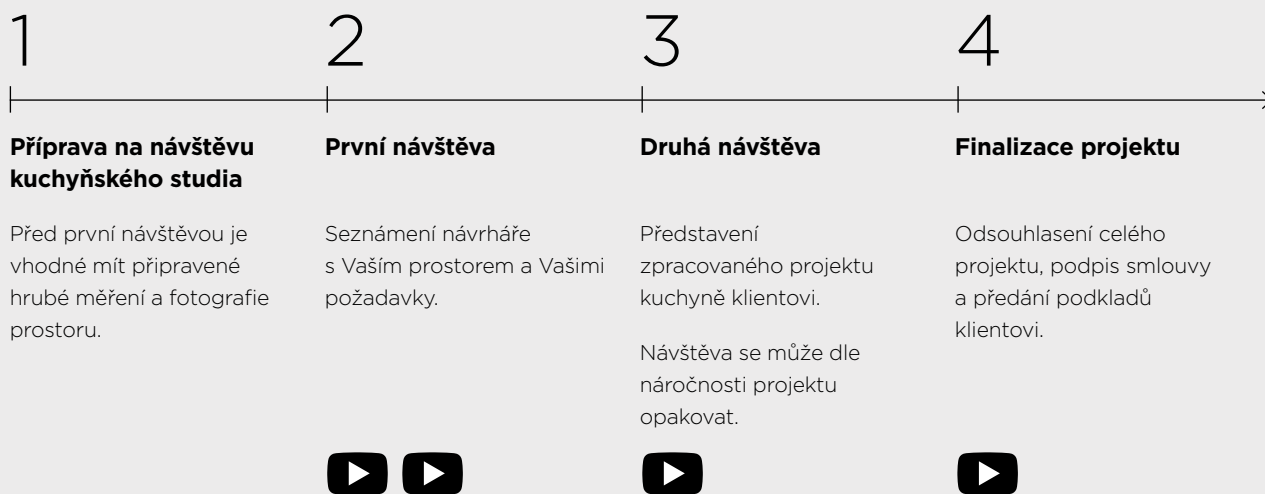 1
Příprava na návštěvu
kuchyňského studia
Před první návštěvou je
vhodné mít připravené
hrubé měření a fotografie
prostoru.
2
První návštěva
Seznámení návrháře
s Vaším prostorem a Vašimi
požadavky.
3
Druhá návštěva
Představení
zpracovaného projektu
kuchyně klientovi.
Návštěva se může dle
náročnosti projektu
opakovat.
4
Finalizace projektu
Odsouhlasení celého
projektu, podpis smlouvy
a předání podkladů
klientovi.